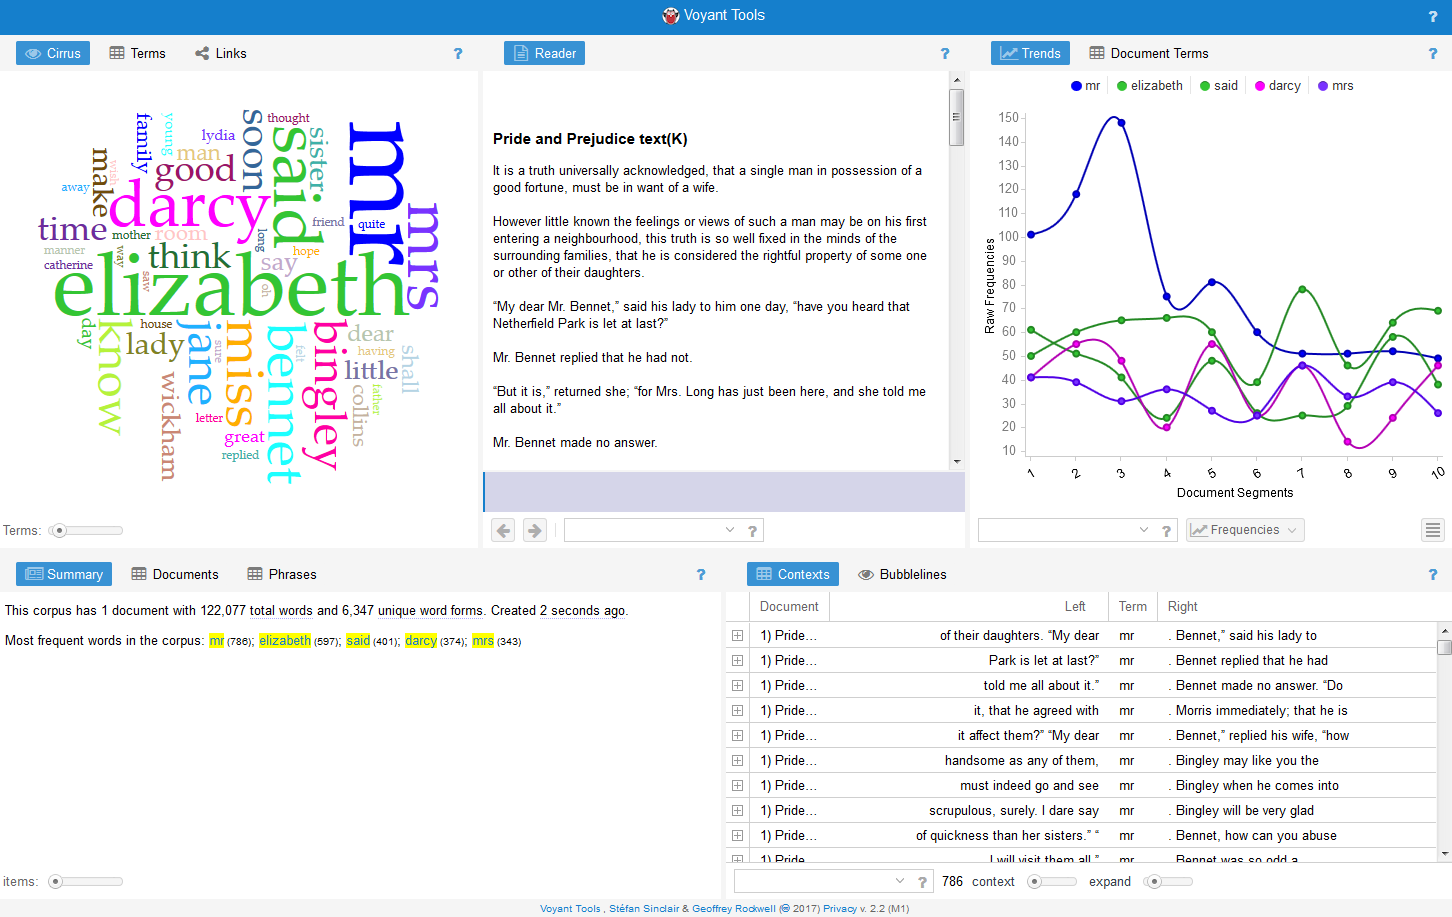 Voyant Tools
?
Cirrus Terms Links ?
mr
elizabeth
said
darcy
mrs
bennet
miss
jane
bingley
know
soon
good
time
think
lady
little
make
family
sister
wickham
dear
say
man
room
great
collins
shall
day
lydia
thought
young
wish
away
mother
friend
quite
long
hope
way
manner
catherine
saw
oh
house
sure
felt
having
father
letter
replied
Terms:
Reader ?
Pride and Prejudice text(K)
It is a truth universally acknowledged, that a single man in possession of a
good fortune, must be in want of a wife.
However little known the feelings or views of such a man may be on his first
entering a neighbourhood, this truth is so well fixed in the minds of the
surrounding families, that he is considered the rightful property of some one
or other of their daughters.
“My dear Mr. Bennet,” said his lady to him one day, “have you heard that
Netherfield Park is let at last?”
Mr. Bennet replied that he had not.
“But it is,” returned she; “for Mrs. Long has just been here, and she told me
all about it.”
Mr. Bennet made no answer.
?
Trends Document Terms ?
mr elizabeth said darcy mrs
150
140
130
120
110
100
90
80
70
60
50
40
30
20
10
Raw Frequencies
1 2 3 4 5 6 7 8 9 10
Document Segments
? Frequencies
Summary Documents Phrases ?
This corpus has 1 document with 122,077 total words and 6,347 unique word forms. Created 2 seconds ago.
Most frequent words in the corpus: mr (786); elizabeth (597); said (401); darcy (374); mrs (343)
items:
Contexts Bubblelines ?
Document Left Term Right
1) Pride... of their daughters. “My dear mr . Bennet,” said his lady to
1) Pride... Park is let at last?” mr . Bennet replied that he had
1) Pride... told me all about it.” mr . Bennet made no answer. “Do
1) Pride... it, that he agreed with mr . Morris immediately; that he is
1) Pride... it affect them?” “My dear mr . Bennet,” replied his wife, “how
1) Pride... handsome as any of them, mr . Bingley may like you the
1) Pride... must indeed go and see mr . Bingley when he comes into
1) Pride... scrupulous, surely. I dare say mr . Bingley will be very glad
1) Pride... of quickness than her sisters.” “ mr . Bennet, how can you abuse
1) Pride... I will visit them all.” mr . Bennet was so odd a
? 786 context expand
Voyant Tools , Stéfan Sinclair & Geoffrey Rockwell (@ 2017) Privacy v. 2.2 (M1)